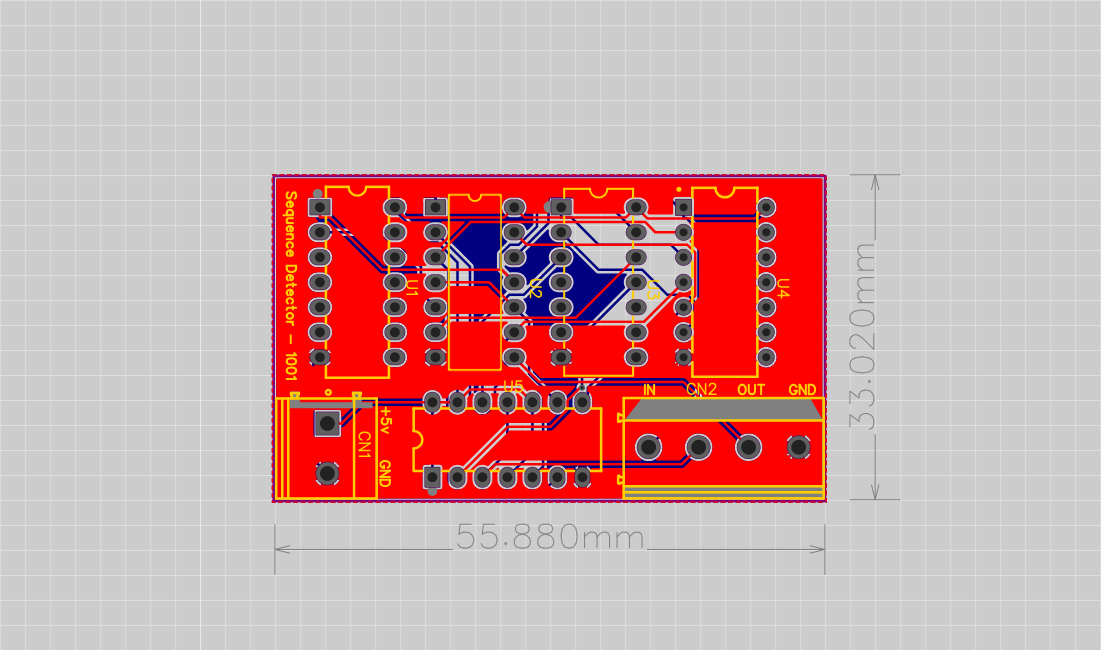 Sequence Detector - 1001
U1
U2
U3
U4
U5
+5v
GND
CN1
IN
CN2
OUT
GND
55.880mm
33.020mm